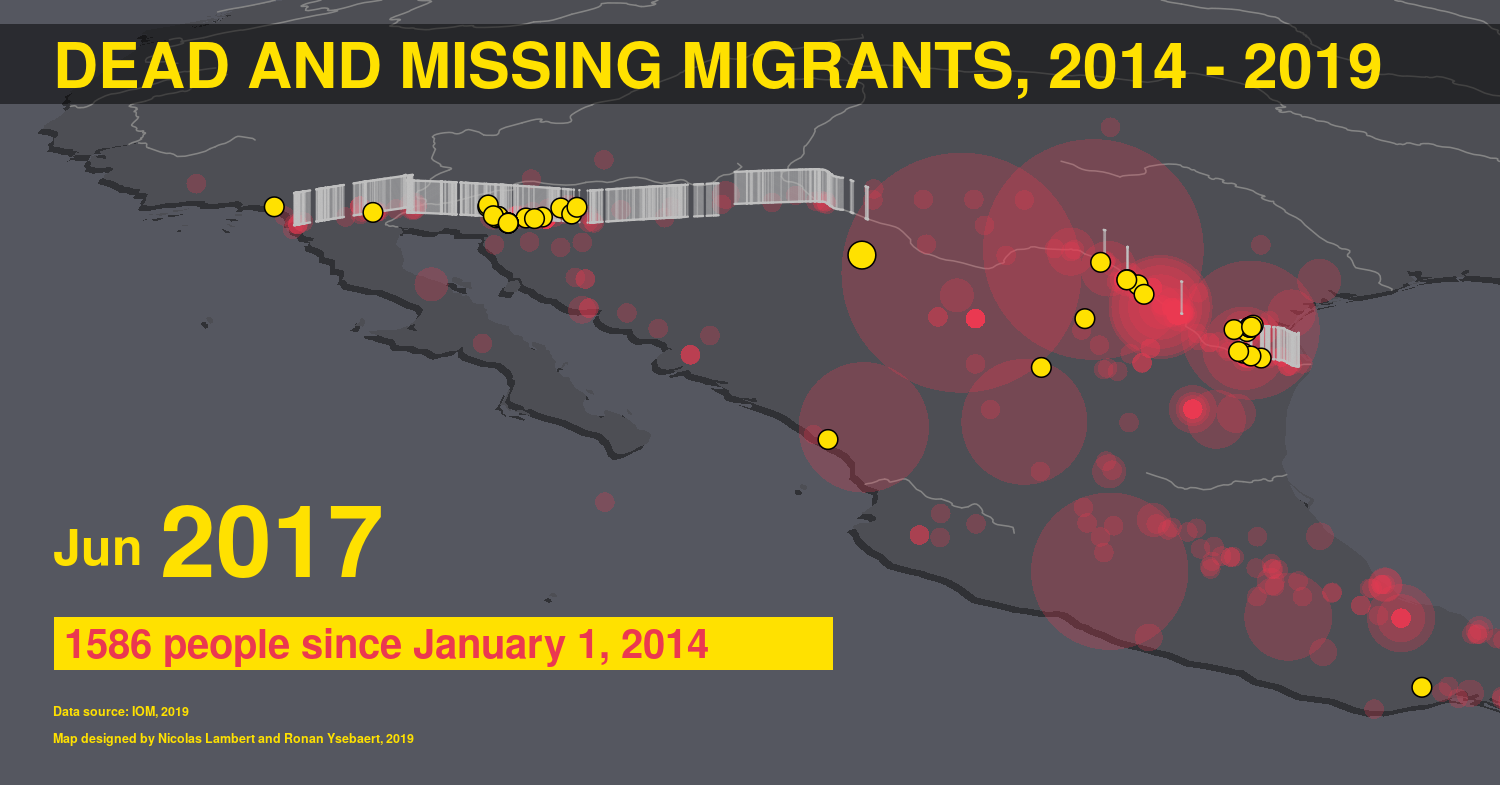 DEAD AND MISSING MIGRANTS, 2014 - 2019
Jun 2017
1586 people since January 1, 2014
Data source: IOM, 2019
Map designed by Nicolas Lambert and Ronan Ysebaert, 2019